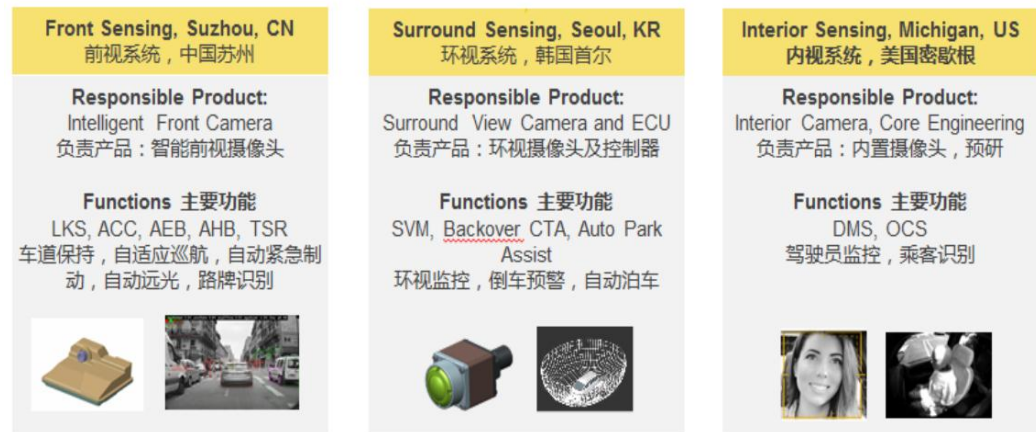 Front Sensing, Suzhou, CN
前视系统，中国苏州
Responsible Product:
Intelligent Front Camera
负责产品：智能前视摄像头
Functions 主要功能
LKS, ACC, AEB, AHB, TSR
车道保持，自适应巡航，自动紧急制
动，自动远光，路牌识别
Surround Sensing, Seoul, KR
环视系统，韩国首尔
Responsible Product:
Surround View Camera and ECU
负责产品：环视摄像头及控制器
Functions 主要功能
SVM, Backover CTA, Auto Park
Assist
环视监控，倒车预警，自动泊车
Interior Sensing, Michigan, US
内视系统，美国密歇根
Responsible Product:
Interior Camera, Core Engineering
负责产品：内置摄像头，预研
Functions 主要功能
DMS, OCS
驾驶员监控，乘客识别